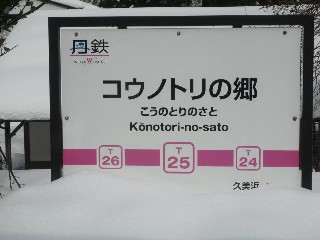 丹鉄
コウノトリの郷
こうのとりのさと
Kōnotori-no-sato
T 26
T 25
T 24
久美浜